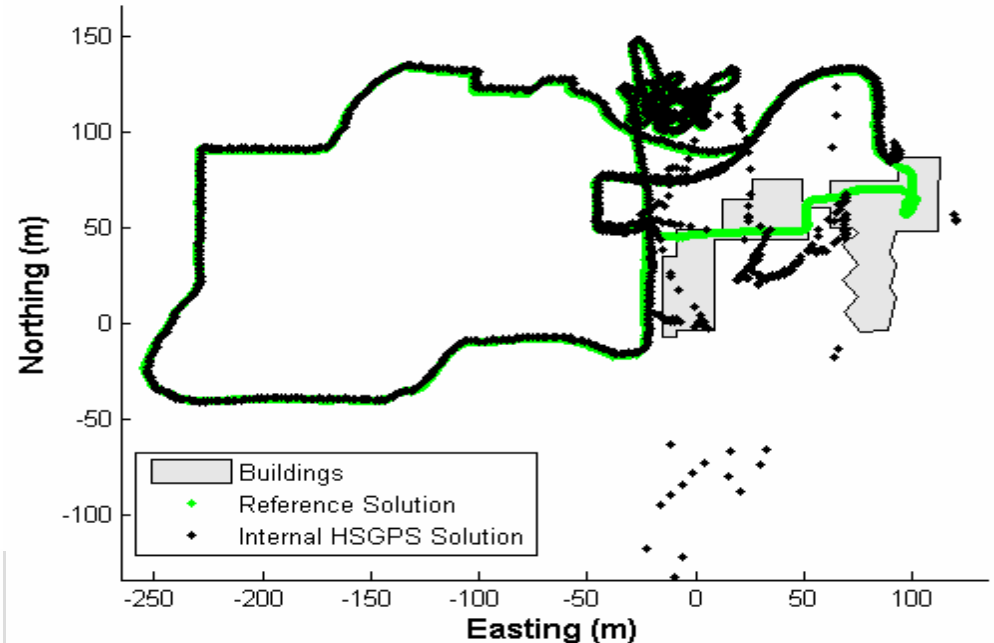 150
100
50
0
-50
-100
Northing (m)
Buildings
Reference Solution
Internal HSGPS Solution
-250 -200 -150 -100 -50 0 50 100
Easting (m)